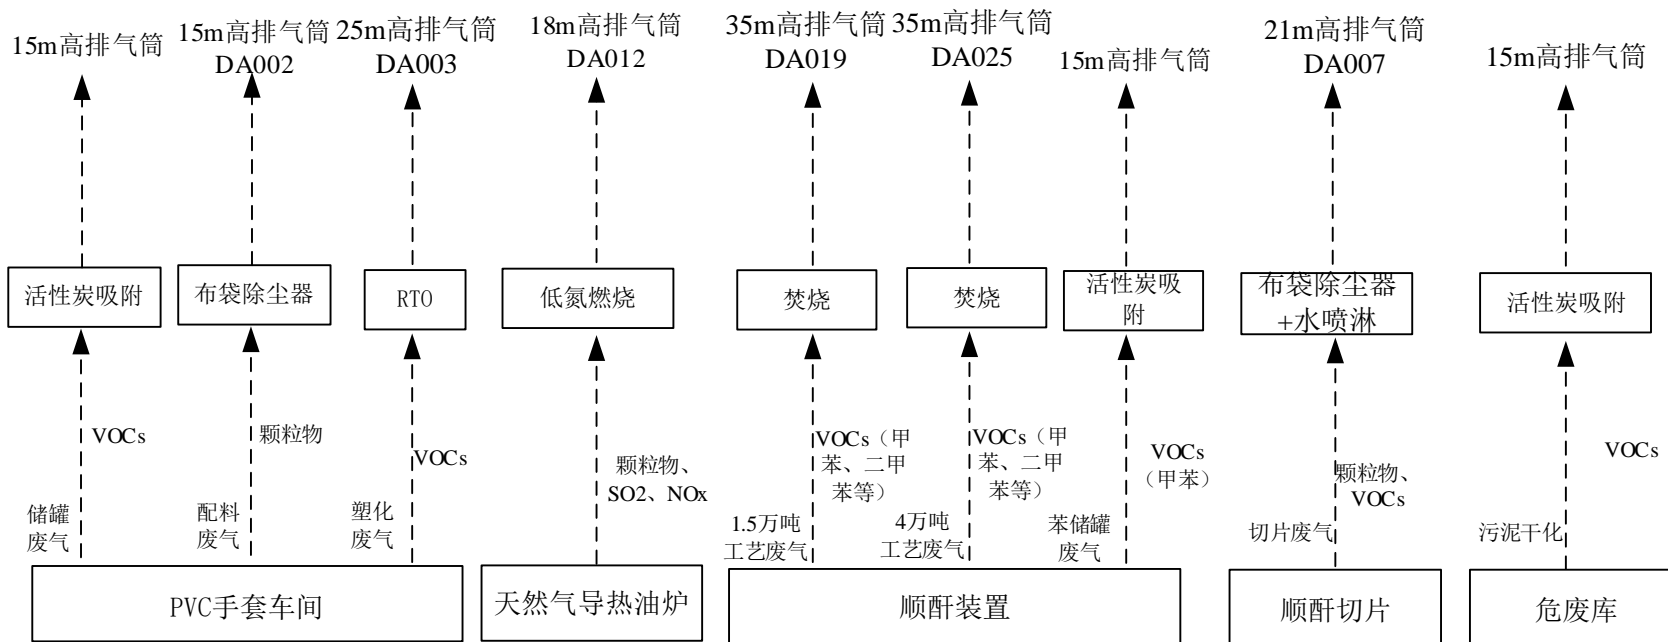 15m高排气筒
15m高排气筒
DA002
25m高排气筒
DA003
18m高排气筒
DA012
35m高排气筒
DA019
35m高排气筒
DA025
15m高排气筒
21m高排气筒
DA007
15m高排气筒
活性炭吸附
布袋除尘器
RTO
低氮燃烧
焚烧
焚烧
活性炭吸
附
布袋除尘器
+水喷淋
活性炭吸附
VOCs
颗粒物
VOCs
颗粒物、
SO2、NOx
VOCs（甲
苯、二甲
苯等）
VOCs（甲
苯、二甲
苯等）
VOCs
（甲苯）
颗粒物、
VOCs
VOCs
储罐
废气
配料
废气
塑化
废气
1.5万吨
工艺废气
4万吨
工艺废气
苯储罐
废气
切片废气
污泥干化
PVC手套车间
天然气导热油炉
顺酐装置
顺酐切片
危废库